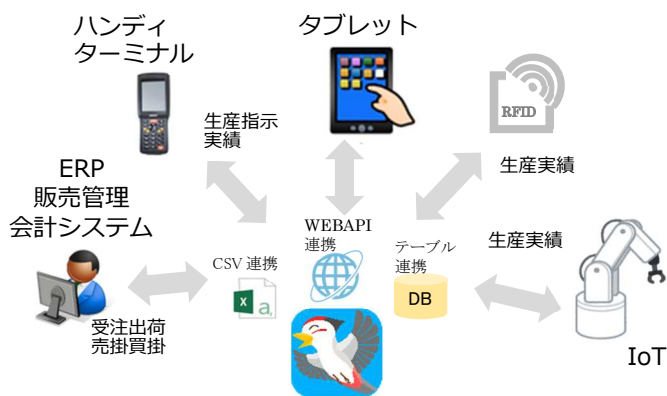 ハンディ
ターミナル
タブレット
RFID
生産指示
実績
生産実績
ERP
販売管理
会計システム
WEBAPI
連携
CSV 連携
テーブル
連携
生産実績
X
a,
DB
受注出荷
売掛買掛
IoT